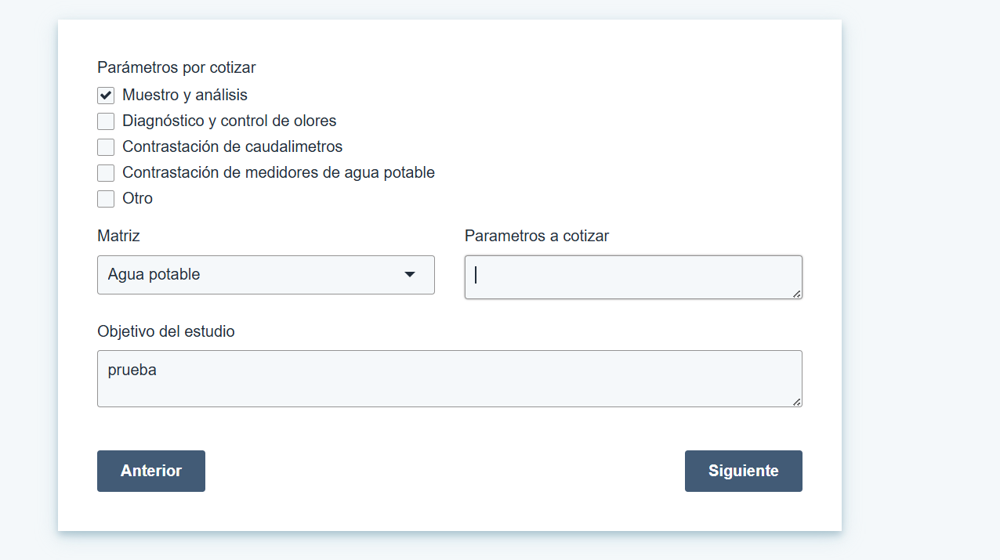 Parámetros por cotizar
Muestro y análisis
Diagnóstico y control de olores
Contrastación de caudalimetros
Contrastación de medidores de agua potable
Otro
Matriz
Parametros a cotizar
Agua potable
Objetivo del estudio
prueba
Anterior
Siguiente